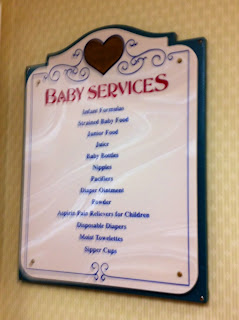 BABY SERVICES
Infant Formulas
Strained Baby Food
Junior Food
Juice
Baby Bottles
Nipples
Pacifiers
Diaper Ointment
Powder
Aspirin Pain Relievers for Children
Disposable Diapers
Moist Towelettes
Sipper Cups